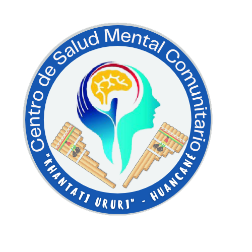 Centro de Salud Mental Comunitario
"KHANTATI URURI" - HUANCANÉ